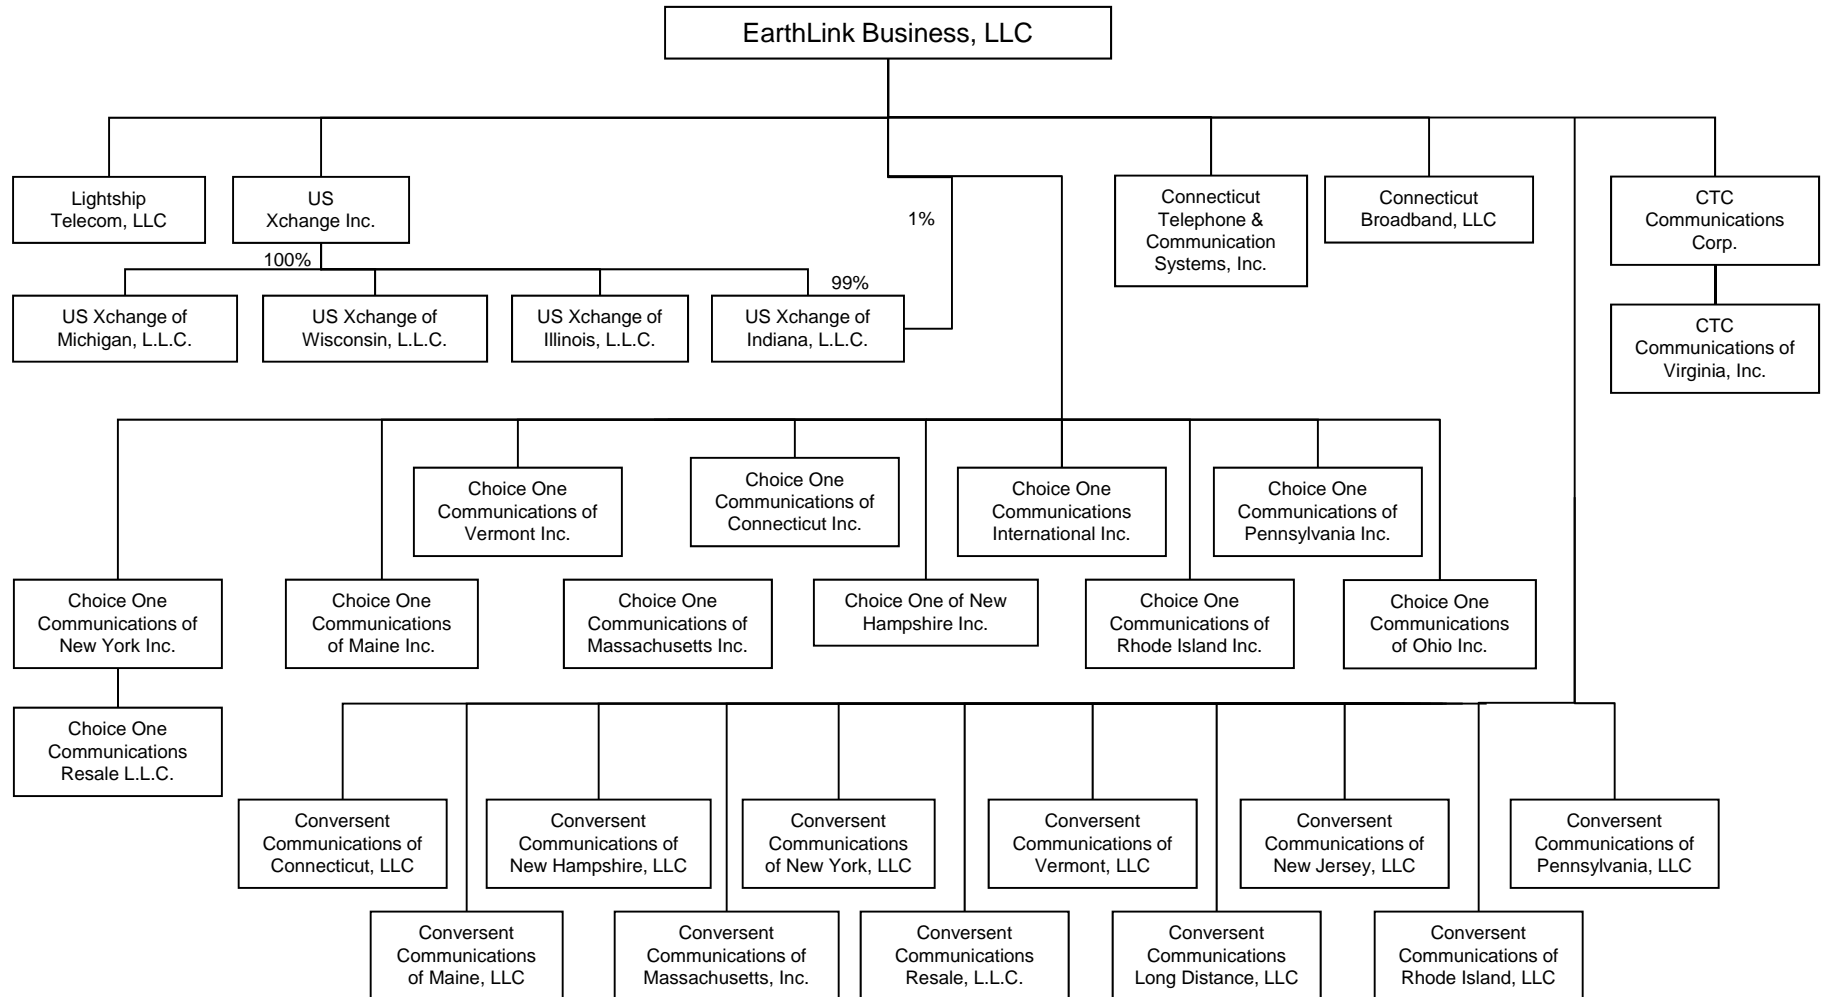 EarthLink Business, LLC
Lightship
Telecom, LLC
US
Xchange Inc.
1%
Connecticut
Telephone &
Communication
Systems, Inc.
Connecticut
Broadband, LLC
CTC
Communications
Corp.
100%
99%
US Xchange of
Michigan, L.L.C.
US Xchange of
Wisconsin, L.L.C.
US Xchange of
Illinois, L.L.C.
US Xchange of
Indiana, L.L.C.
CTC
Communications of
Virginia, Inc.
Choice One
Communications of
Vermont Inc.
Choice One
Communications of
Connecticut Inc.
Choice One
Communications
International Inc.
Choice One
Communications of
Pennsylvania Inc.
Choice One
Communications of
New York Inc.
Choice One
Communications
of Maine Inc.
Choice One
Communications of
Massachusetts Inc.
Choice One of New
Hampshire Inc.
Choice One
Communications of
Rhode Island Inc.
Choice One
Communications
of Ohio Inc.
Choice One
Communications
Resale L.L.C.
Conversent
Communications of
Connecticut, LLC
Conversent
Communications of
New Hampshire, LLC
Conversent
Communications
of New York, LLC
Conversent
Communications of
Vermont, LLC
Conversent
Communications of
New Jersey, LLC
Conversent
Communications of
Pennsylvania, LLC
Conversent
Communications
of Maine, LLC
Conversent
Communications of
Massachusetts, Inc.
Conversent
Communications
Resale, L.L.C.
Conversent
Communications
Long Distance, LLC
Conversent
Communications of
Rhode Island, LLC